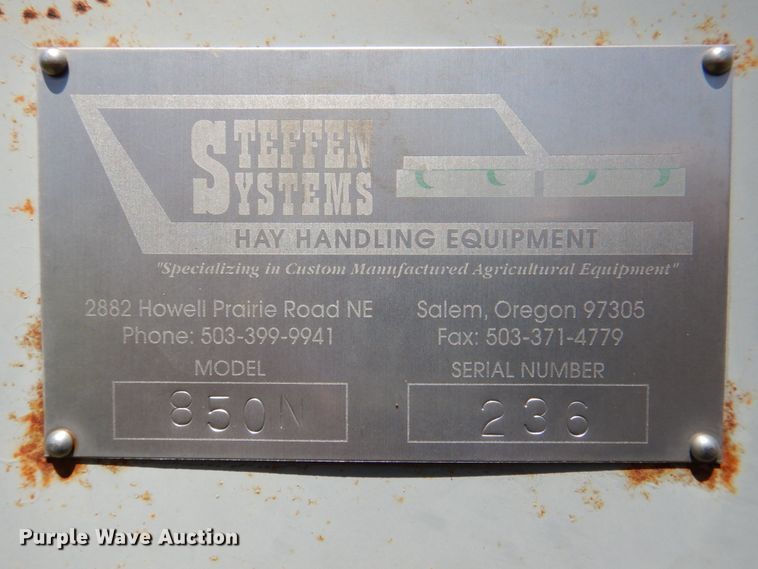 STEFFEN
SYSTEMS
HAY HANDLING EQUIPMENT
"Specializing in Custom Manufactured Agricultural Equipment"
2882 Howell Prairie Road NE Salem, Oregon 97305
Phone: 503-399-9941 Fax: 503-371-4779
MODEL SERIAL NUMBER
850N 236
Purple Wave Auction